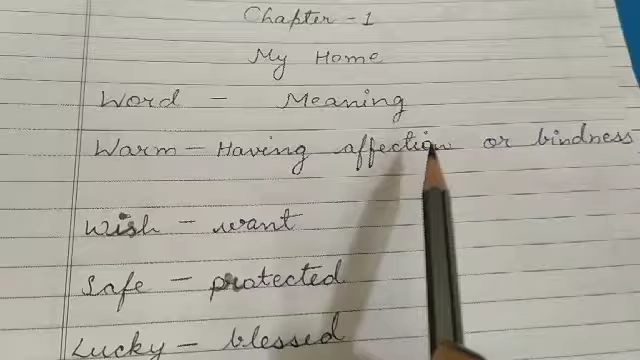 Chapter - 1
My Home
Word - Meaning
Warm - Having affection or kindness
Wish - want
Safe - protected
Lucky - blessed